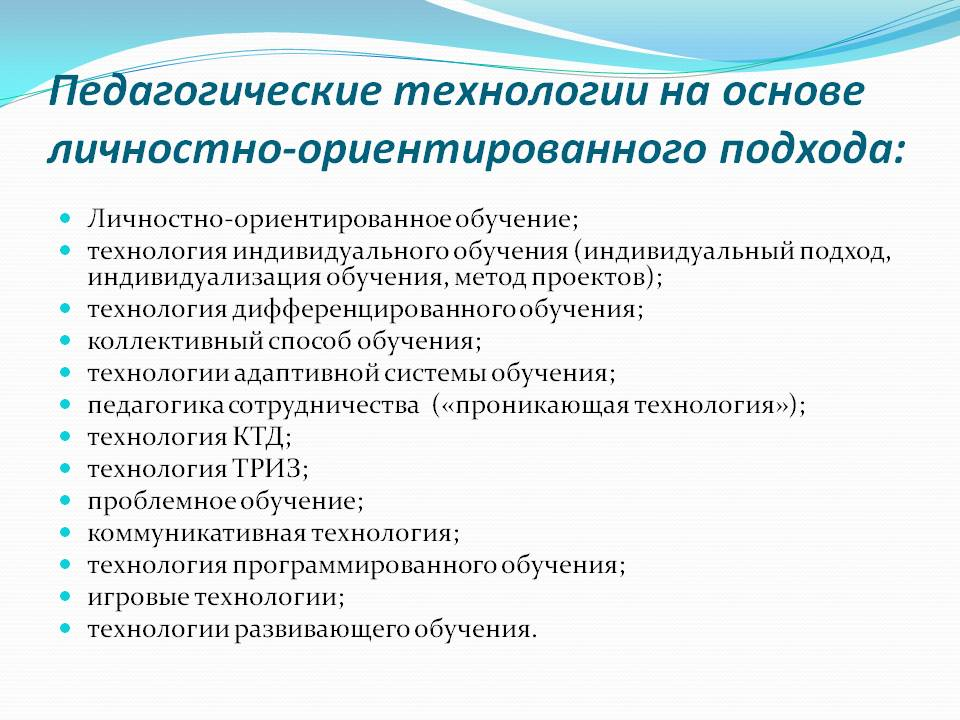 Педагогические технологии на основе
личностно-ориентированного подхода:
Личностно-ориентированное обучение;
технология индивидуального обучения (индивидуальный подход,
индивидуализация обучения, метод проектов);
технология дифференцированного обучения;
коллективный способ обучения;
технологии адаптивной системы обучения;
педагогика сотрудничества («проникающая технология»);
технология КТД;
технология ТРИЗ;
проблемное обучение;
коммуникативная технология;
технология программированного обучения;
игровые технологии;
технологии развивающего обучения.